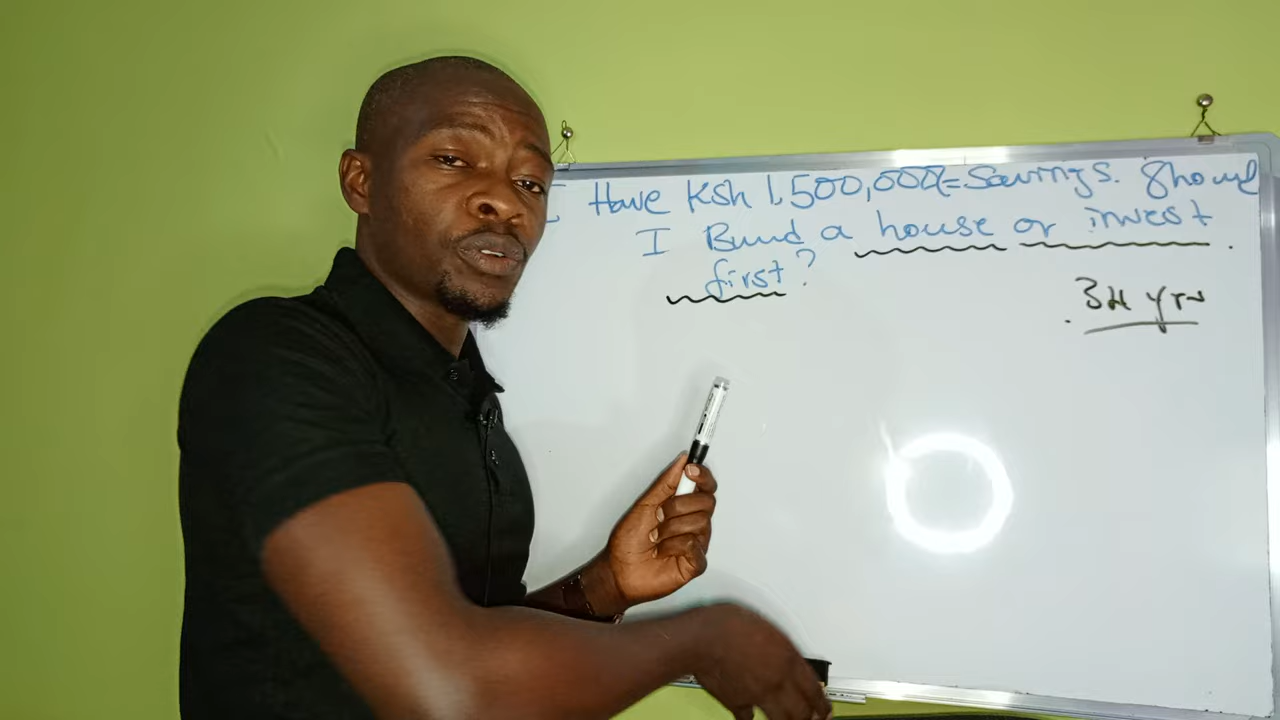 I Have Ksh 1,500,000/= Savings. Should
I Build a house or invest
first?
34 yrs